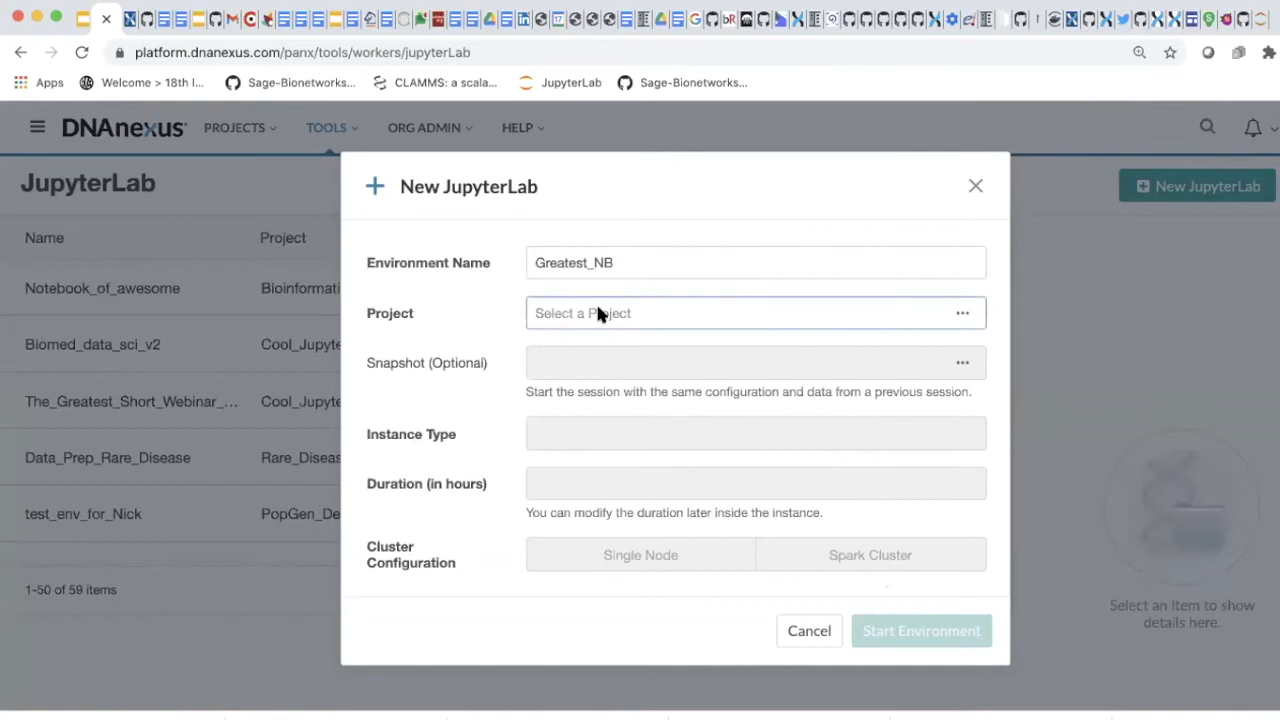 platform.dnanexus.com/panx/tools/workers/jupyterLab
Apps Welcome > 18th I... Sage-Bionetworks... CLAMMS: a scala... JupyterLab Sage-Bionetworks...
DNAnexus PROJECTS TOOLS ORG ADMIN HELP
JupyterLab
New JupyterLab
Name Project
Notebook_of_awesome Bioinformati
Biomed_data_sci_v2 Cool_Jupyte
The_Greatest_Short_Webinar_... Cool_Jupyte
Data_Prep_Rare_Disease Rare_Diseas
test_env_for_Nick PopGen_De
1-50 of 59 items
Select an item to show
details here.
New JupyterLab
Environment Name Greatest_NB
Project Select a Project
Snapshot (Optional)
Start the session with the same configuration and data from a previous session.
Instance Type
Duration (in hours)
You can modify the duration later inside the instance.
Cluster
Configuration
Single Node Spark Cluster
Cancel Start Environment